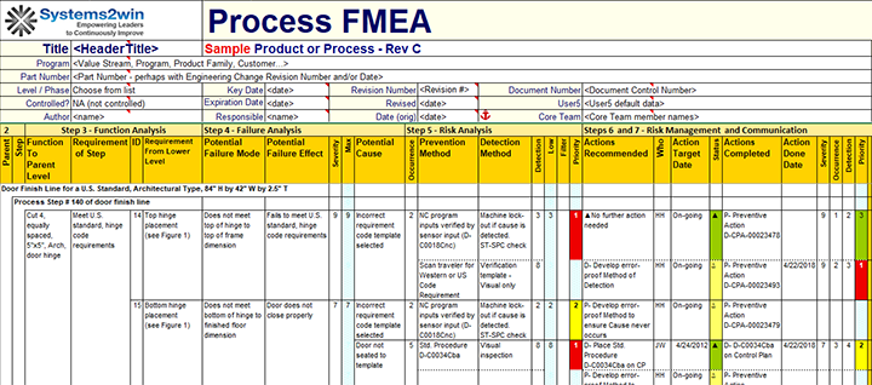 Systems2win
Empowering Leaders
to Continuously Improve
Process FMEA
Title <HeaderTitle> Sample Product or Process - Rev C
Program <Value Stream, Program, Product Family, Customer...>
Part Number <Part Number - perhaps with Engineering Change Revision Number and/or Date>
Level / Phase Choose from list Key Date <date> Revision Number <Revision #> Document Number <Document Control Number>
Controlled? NA (not controlled) Expiration Date <date> Revised <date> User5 <User5 default data>
Author <name> Responsible <name> Date (orig) <date> Core Team <Core Team member names>
2 Step 3 - Function Analysis Step 4 - Failure Analysis Step 5 - Risk Analysis Steps 6 and 7 - Risk Management and Communication
Parent Step Function To Parent Level Requirement of Step ID Requirement From Lower Level Potential Failure Mode Potential Failure Effect Severity Max Potential Cause Occurrence Prevention Method Detection Method Detection Low Filter Priority Actions Recommended Who Action Target Date Status Actions Completed Action Done Date Severity Occurrence Detection Priority
Door Finish Line for a U.S. Standard, Architectural Type, 84" H by 42" W by 2.5" T
Process Step # 140 of door finish line
Cut 4, equally spaced, 5"x5", Arch, door hinge Meet U.S. standard, hinge code requirements 14 Top hinge placement (see Figure 1) Does not meet top of hinge to top of frame dimension Fails to meet U.S. standard, hinge code requirements 9 9 Incorrect requirement code template selected 2 NC program inputs verified by sensor input (D-C0018Cnc) Machine lock-out if cause is detected. ST-SPC check 3 3 1 ▲No further action needed HH On-going ▲ P- Preventive Action D-CPA-00023478 9 1 2 3
Scan traveler for Western or US Code Requirement Verification template - Visual only 8 D- Develop error-proof Method of Detection HH On-going P- Preventive Action D-CPA-00023493 4/22/2018 9 2 3 1
15 Bottom hinge placement (see Figure 1) Does not meet bottom of hinge to finished floor dimension Door does not close properly 7 7 Incorrect requirement code template selected 2 NC program inputs verified by sensor input (D-C0018Cnc) Machine lock-out if cause is detected. ST-SPC check 2 2 2 P- Develop error-proof Method to ensure Cause never occurs HH On-going P- Preventive Action D-CPA-00023479
Door not seated to template 5 Std. Procedure D-C0034Cba Visual inspection 8 8 1 D- Place Std. Procedure D-C0034Cba on CP JW 4/24/2012 ▲ D- D-C0034Cba on Control Plan 4/22/2018 7 3 4 2
P- Develop error-proof Method to On-going P- Preventive Action